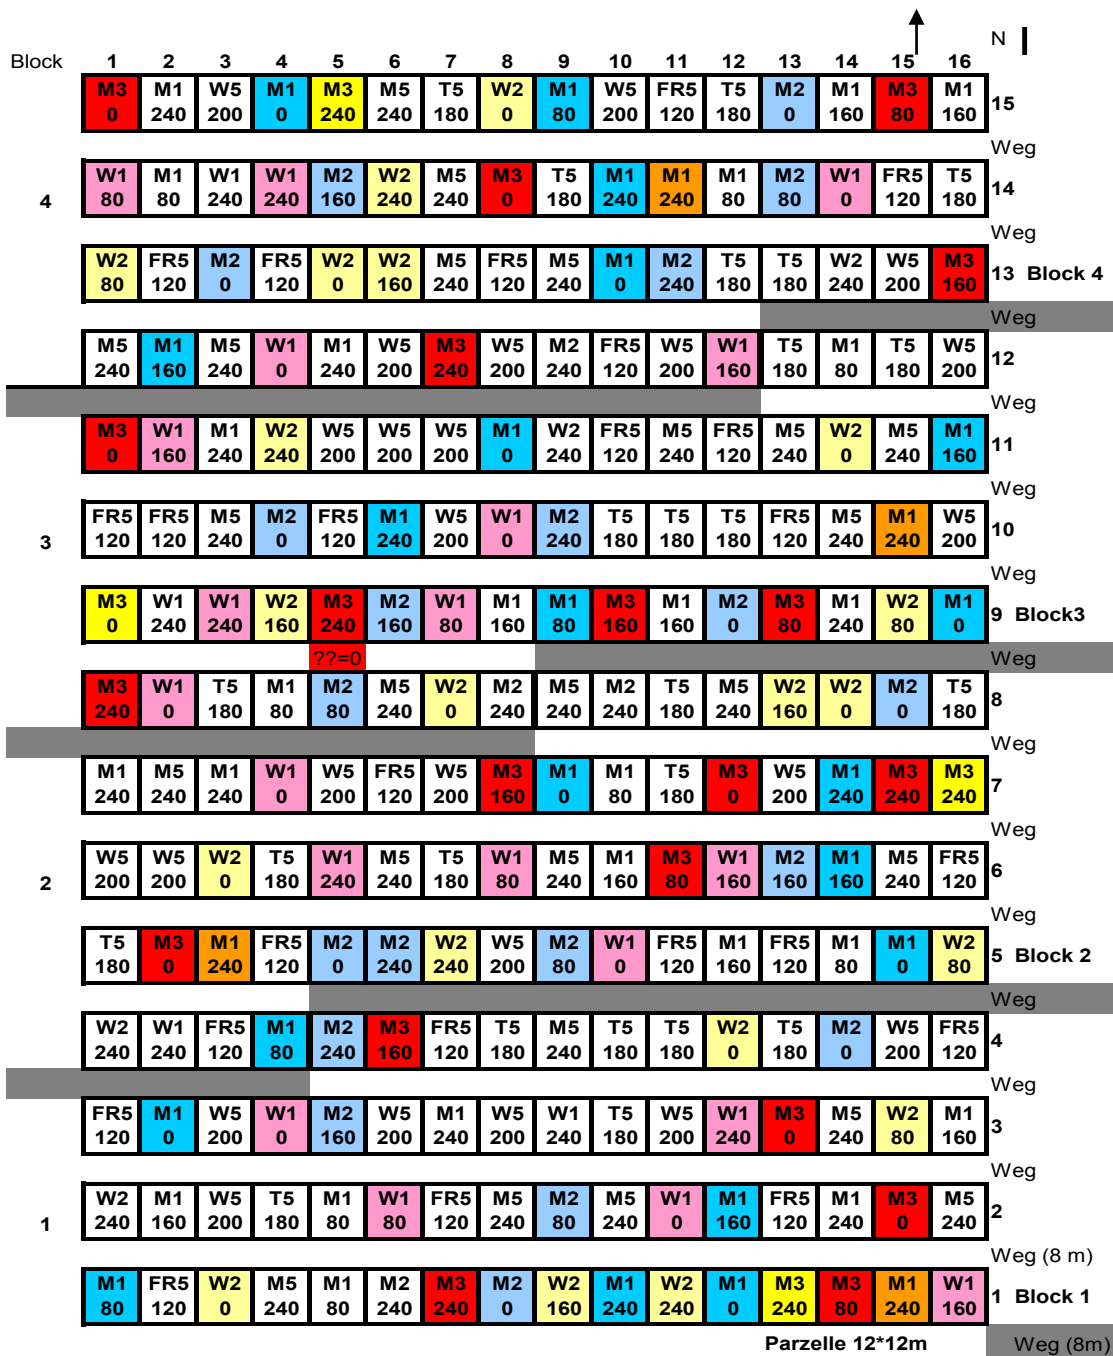 N
Block 1 2 3 4 5 6 7 8 9 10 11 12 13 14 15 16
M3 M1 W5 M1 M3 M5 T5 W2 M1 W5 FR5 T5 M2 M1 M3 M1
0 240 200 0 240 240 180 0 80 200 120 180 0 160 80 160 15
Weg
W1 M1 W1 W1 M2 W2 M5 M3 T5 M1 M1 M1 M2 W1 FR5 T5
4 80 80 240 240 160 240 240 0 180 240 240 80 80 0 120 180 14
Weg
W2 FR5 M2 FR5 W2 W2 M5 FR5 M5 M1 M2 T5 T5 W2 W5 M3
80 120 0 120 0 160 240 120 240 0 240 180 180 240 200 160 13 Block 4
Weg
M5 M1 M5 W1 M1 W5 M3 W5 M2 FR5 W5 W1 T5 M1 T5 W5
240 160 240 0 240 200 240 200 240 120 200 160 180 80 180 200 12
Weg
M3 W1 M1 W2 W5 W5 W5 M1 W2 FR5 M5 FR5 M5 W2 M5 M1
0 160 240 240 200 200 200 0 240 120 240 120 240 0 240 160 11
Weg
FR5 FR5 M5 M2 FR5 M1 W5 W1 M2 T5 T5 T5 FR5 M5 M1 W5
3 120 120 240 0 120 240 200 0 240 180 180 180 120 240 240 200 10
Weg
M3 W1 W1 W2 M3 M2 W1 M1 M1 M3 M1 M2 M3 M1 W2 M1
0 240 240 160 240 160 80 160 80 160 160 0 80 240 80 0 9 Block3
??=0 Weg
M3 W1 T5 M1 M2 M5 W2 M2 M5 M2 T5 M5 W2 W2 M2 T5
240 0 180 80 80 240 0 240 240 240 180 240 160 0 0 180 8
Weg
M1 M5 M1 W1 W5 FR5 W5 M3 M1 M1 T5 M3 W5 M1 M3 M3
240 240 240 0 200 120 200 160 0 80 180 0 200 240 240 240 7
Weg
W5 W5 W2 T5 W1 M5 T5 W1 M5 M1 M3 W1 M2 M1 M5 FR5
2 200 200 0 180 240 240 180 80 240 160 80 160 160 160 240 120 6
Weg
T5 M3 M1 FR5 M2 M2 W2 W5 M2 W1 FR5 M1 FR5 M1 M1 W2
180 0 240 120 0 240 240 200 80 0 120 160 120 80 0 80 5 Block 2
Weg
W2 W1 FR5 M1 M2 M3 FR5 T5 M5 T5 T5 W2 T5 M2 W5 FR5
240 240 120 80 240 160 120 180 240 180 180 0 180 0 200 120 4
Weg
FR5 M1 W5 W1 M2 W5 M1 W5 W1 T5 W5 W1 M3 M5 W2 M1
120 0 200 0 160 200 240 200 240 180 200 240 0 240 80 160 3
Weg
W2 M1 W5 T5 M1 W1 FR5 M5 M2 M5 W1 M1 FR5 M1 M3 M5
1 240 160 200 180 80 80 120 240 80 240 0 160 120 240 0 240 2
Weg (8 m)
M1 FR5 W2 M5 M1 M2 M3 M2 W2 M1 W2 M1 M3 M3 M1 W1
80 120 0 240 80 240 240 0 160 240 240 0 240 80 240 160 1 Block 1
Parzelle 12*12m Weg (8m)